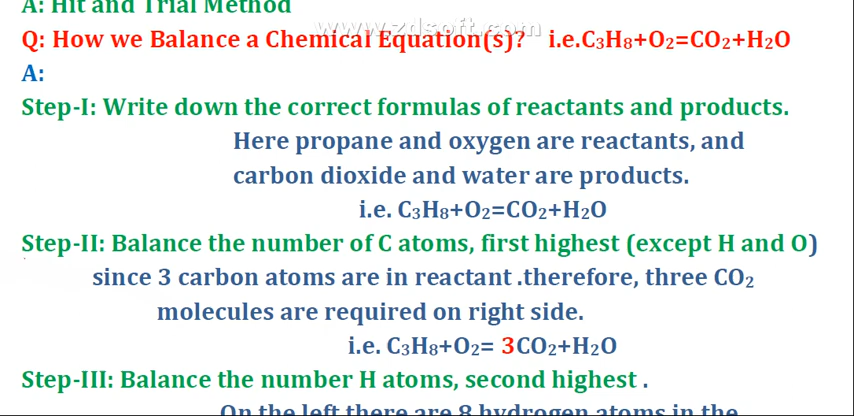 A: Hit and Trial Method
www.zdsoft.com
Q: How we Balance a Chemical Equation(s)? i.e.C₃H₈+O₂=CO₂+H₂O
A:
Step-I: Write down the correct formulas of reactants and products.
Here propane and oxygen are reactants, and
carbon dioxide and water are products.
i.e. C₃H₈+O₂=CO₂+H₂O
Step-II: Balance the number of C atoms, first highest (except H and O)
since 3 carbon atoms are in reactant .therefore, three CO₂
molecules are required on right side.
i.e. C₃H₈+O₂= 3CO₂+H₂O
Step-III: Balance the number H atoms, second highest .
On the left there are 8 hydrogen atoms in the